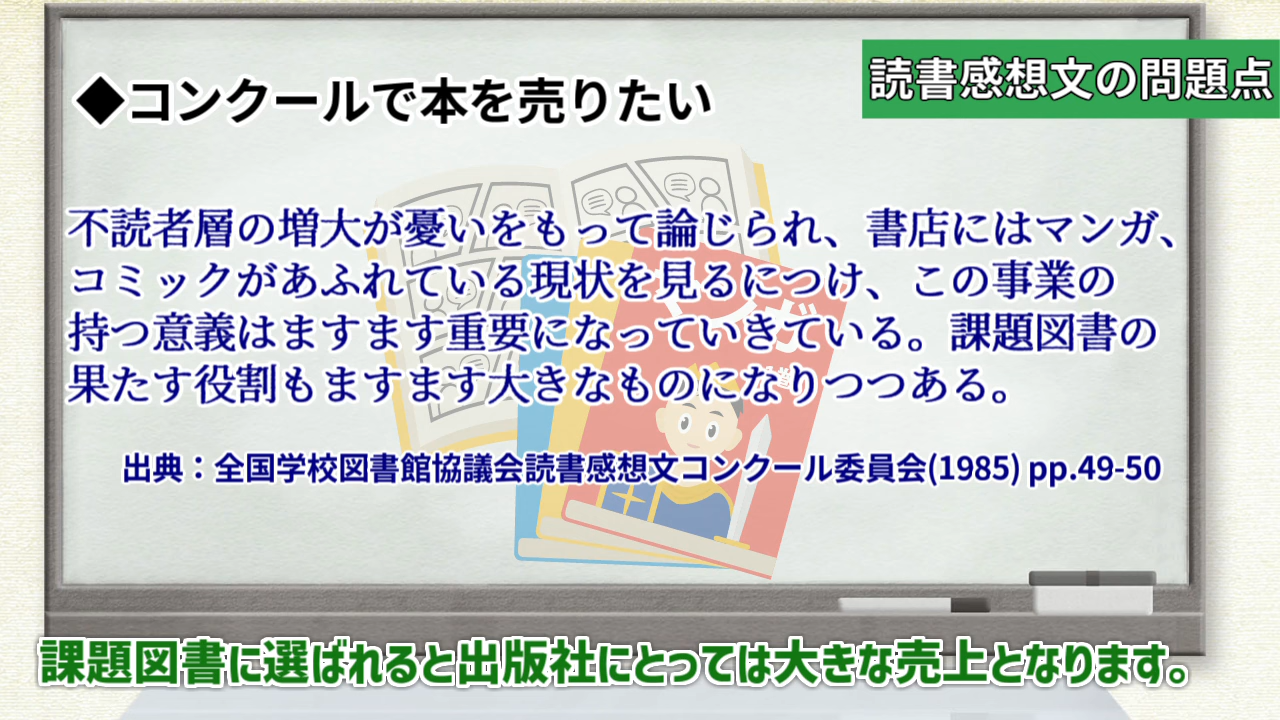 読書感想文の問題点
◆コンクールで本を売りたい
不読者層の増大が憂いをもって論じられ、書店にはマンガ、
コミックがあふれている現状を見るにつけ、この事業の
持つ意義はますます重要になっていきている。課題図書の
果たす役割もますます大きなものになりつつある。
出典：全国学校図書館協議会読書感想文コンクール委員会(1985) pp.49-50
課題図書に選ばれると出版社にとっては大きな売上となります。